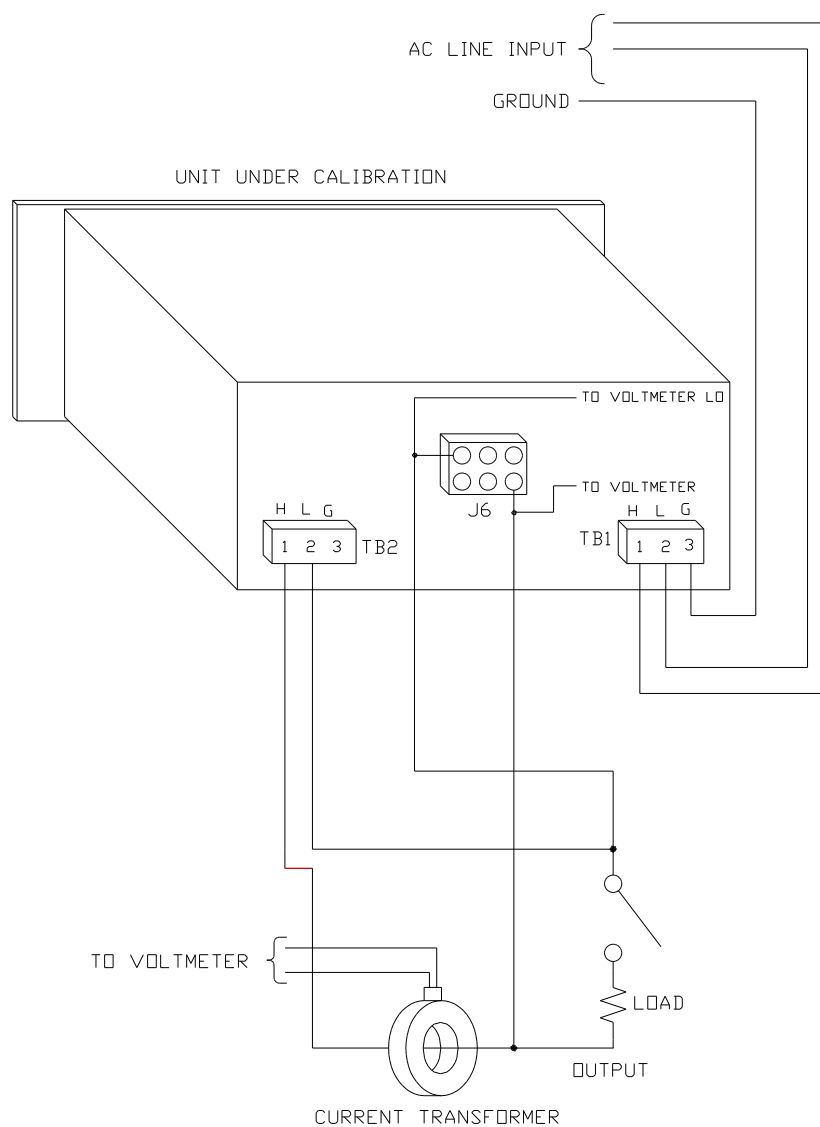 AC LINE INPUT
GROUND
UNIT UNDER CALIBRATION
TO VOLTMETER LO
TO VOLTMETER
J6
H L G
1 2 3
TB2
H L G
TB1
1 2 3
TO VOLTMETER
LOAD
OUTPUT
CURRENT TRANSFORMER